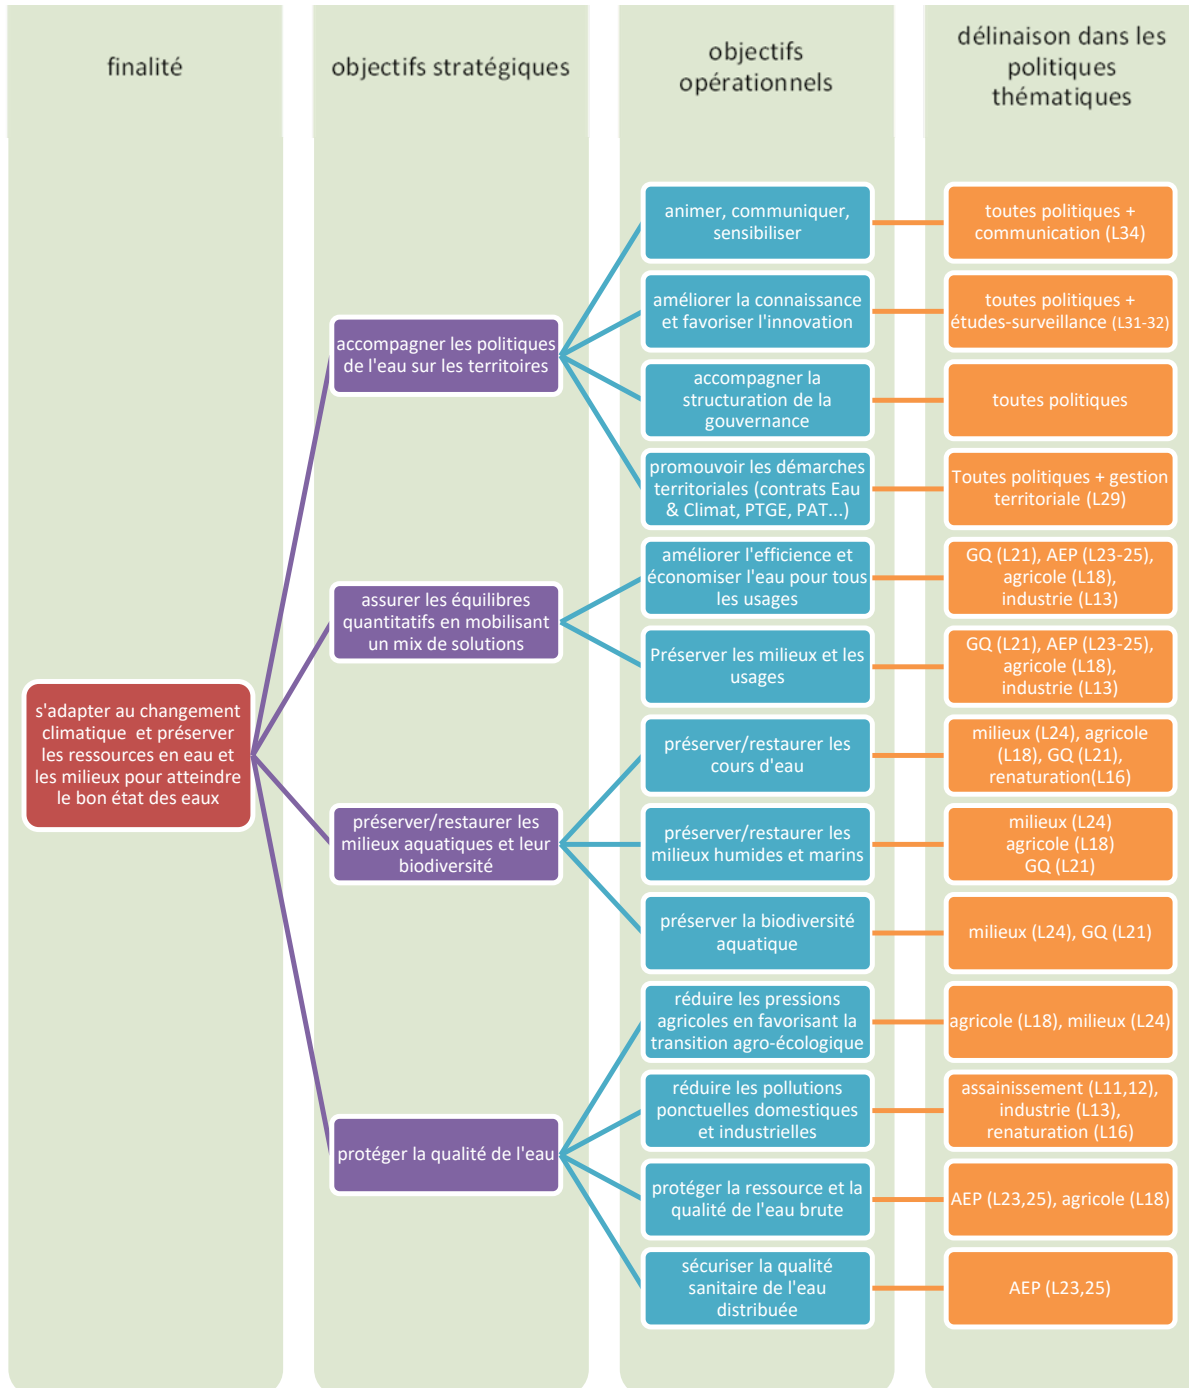 finalité
objectifs stratégiques
objectifs
opérationnels
délinaison dans les
politiques
thématiques
s'adapter au changement
climatique et préserver
les ressources en eau et
les milieux pour atteindre
le bon état des eaux
accompagner les politiques
de l'eau sur les territoires
animer, communiquer,
sensibiliser
toutes politiques +
communication (L34)
améliorer la connaissance
et favoriser l'innovation
toutes politiques +
études-surveillance (L31-32)
accompagner la
structuration de la
gouvernance
toutes politiques
promouvoir les démarches
territoriales (contrats Eau
& Climat, PTGE, PAT...)
Toutes politiques + gestion
territoriale (L29)
assurer les équilibres
quantitatifs en mobilisant
un mix de solutions
améliorer l'efficience et
économiser l'eau pour tous
les usages
GQ (L21), AEP (L23-25),
agricole (L18),
industrie (L13)
Préserver les milieux et les
usages
GQ (L21), AEP (L23-25),
agricole (L18),
industrie (L13)
préserver/restaurer les
milieux aquatiques et leur
biodiversité
préserver/restaurer les
cours d'eau
milieux (L24), agricole
(L18), GQ (L21),
renaturation(L16)
préserver/restaurer les
milieux humides et marins
milieux (L24)
agricole (L18)
GQ (L21)
préserver la biodiversité
aquatique
milieux (L24), GQ (L21)
protéger la qualité de l'eau
réduire les pressions
agricoles en favorisant la
transition agro-écologique
agricole (L18), milieux (L24)
réduire les pollutions
ponctuelles domestiques
et industrielles
assainissement (L11,12),
industrie (L13),
renaturation (L16)
protéger la ressource et la
qualité de l'eau brute
AEP (L23,25), agricole (L18)
sécuriser la qualité
sanitaire de l'eau
distribuée
AEP (L23,25)